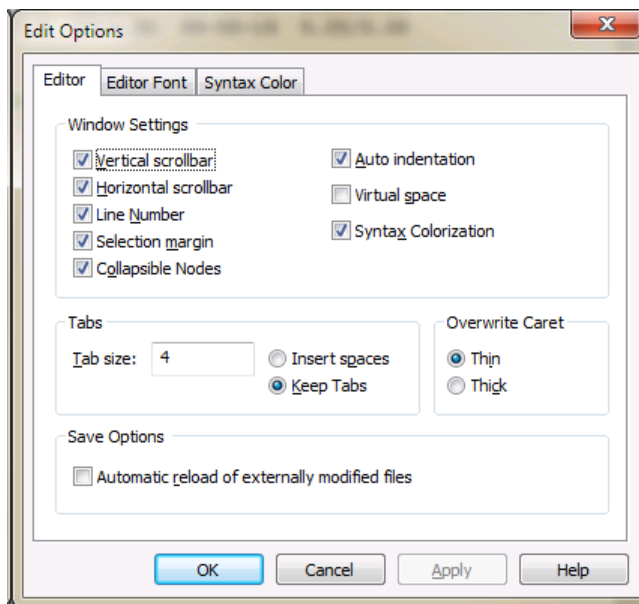 Edit Options
Editor
Editor Font
Syntax Color
Window Settings
Vertical scrollbar
Auto indentation
Horizontal scrollbar
Virtual space
Line Number
Syntax Colorization
Selection margin
Collapsible Nodes
Tabs
Overwrite Caret
Tab size:
4
Insert spaces
Keep Tabs
Thin
Thick
Save Options
Automatic reload of externally modified files
OK
Cancel
Apply
Help